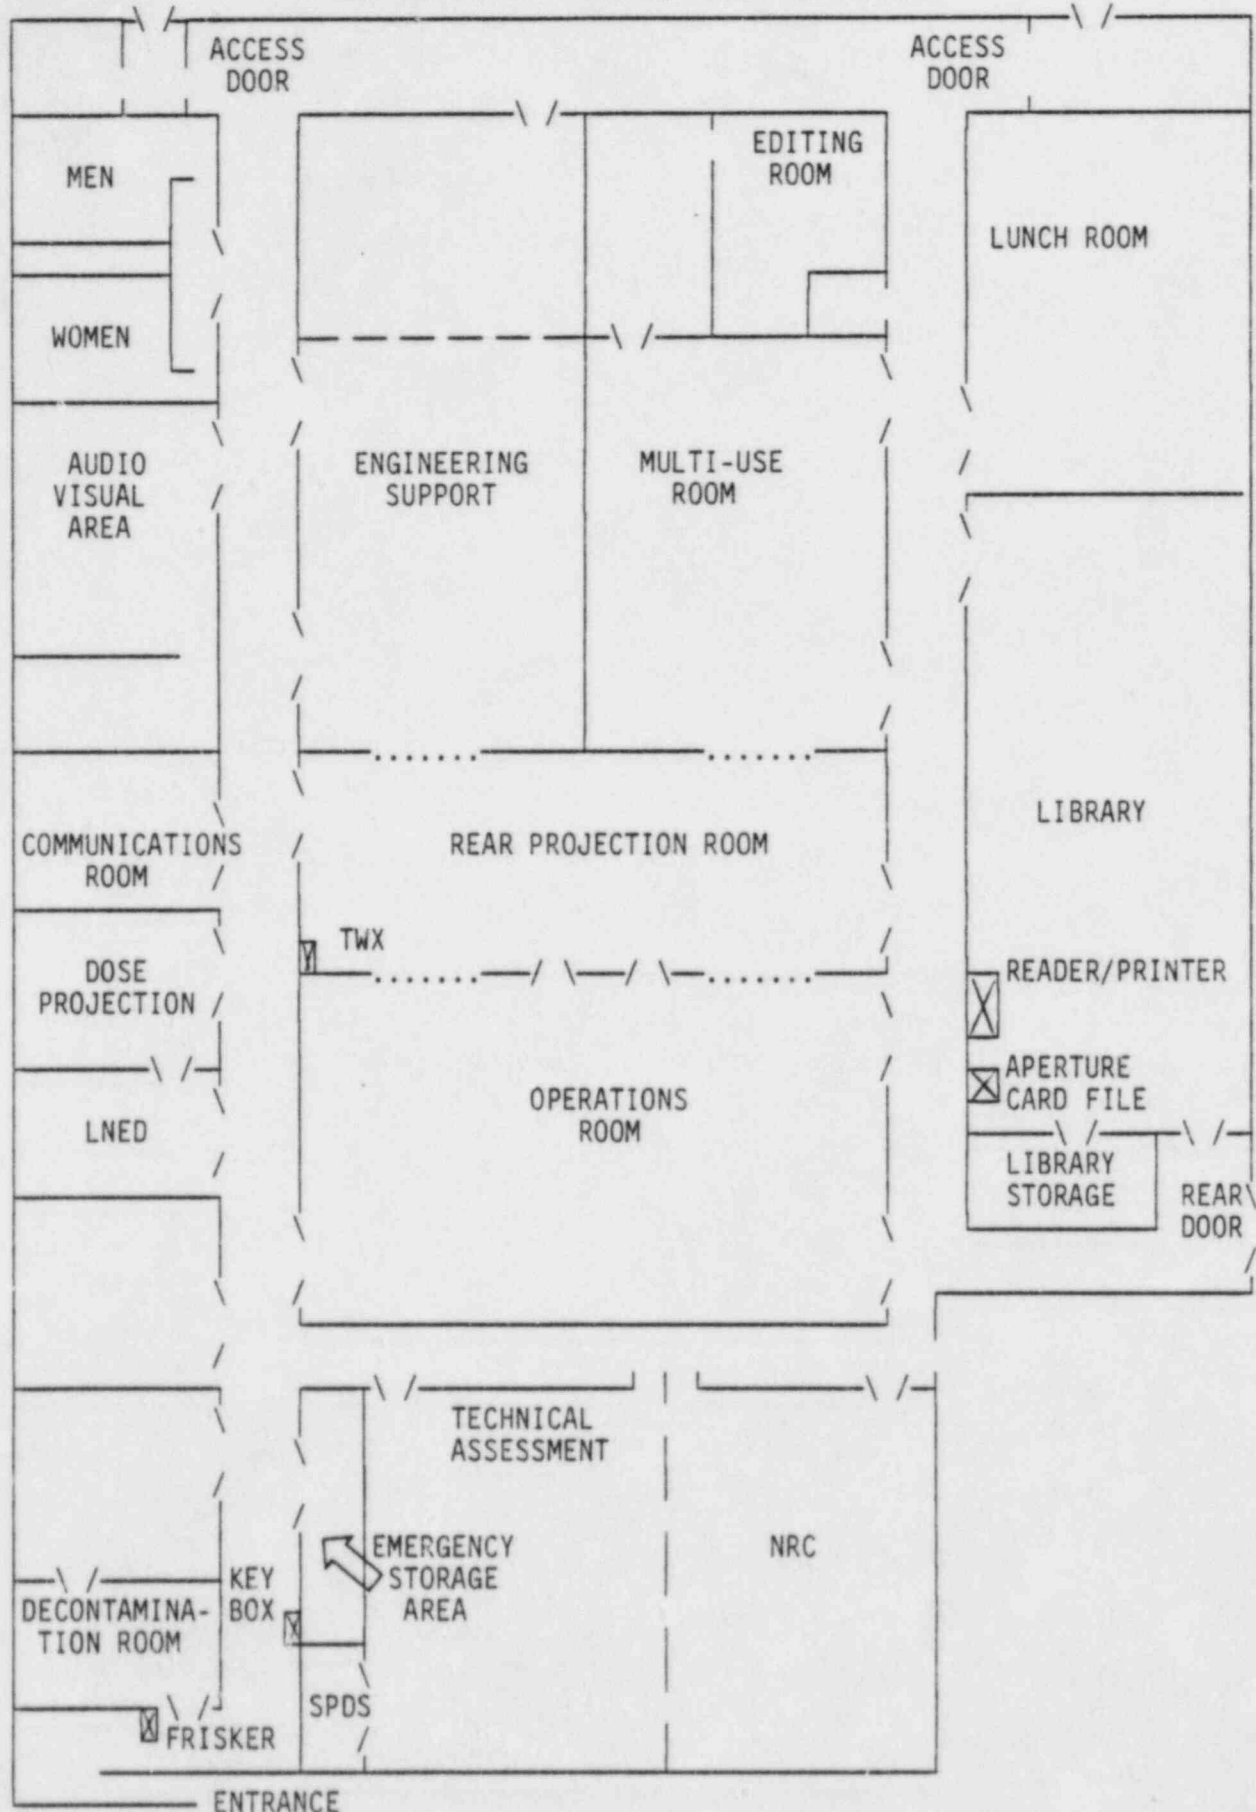 ACCESS
DOOR
ACCESS
DOOR
MEN
EDITING
ROOM
LUNCH ROOM
WOMEN
AUDIO
VISUAL
AREA
ENGINEERING
SUPPORT
MULTI-USE
ROOM
LIBRARY
COMMUNICATIONS
ROOM
REAR PROJECTION ROOM
TWX
DOSE
PROJECTION
READER/PRINTER
APERTURE
CARD FILE
OPERATIONS
ROOM
LNED
LIBRARY
STORAGE
REAR
DOOR
TECHNICAL
ASSESSMENT
EMERGENCY
STORAGE
AREA
NRC
KEY
BOX
DECONTAMINA-
TION ROOM
SPDS
FRISKER
ENTRANCE